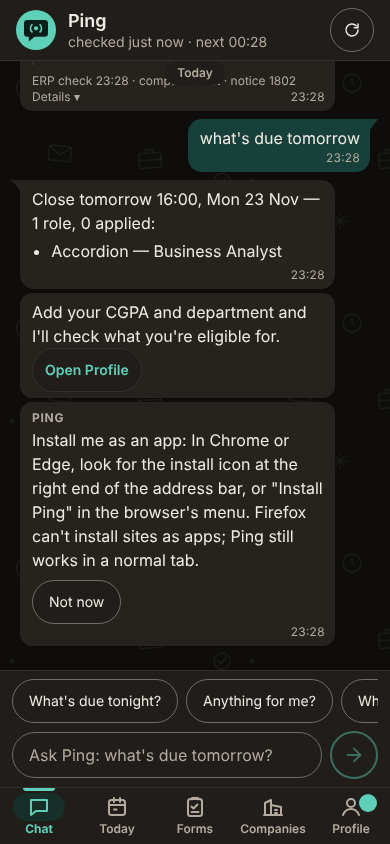 Ping
checked just now · next 00:28
Today
ERP check 23:28 · notice 1802
Details ▾ 23:28
what's due tomorrow
23:28
Close tomorrow 16:00, Mon 23 Nov —
1 role, 0 applied:
• Accordion — Business Analyst
23:28
Add your CGPA and department and
I'll check what you're eligible for.
Open Profile
PING
Install me as an app: In Chrome or
Edge, look for the install icon at the
right end of the address bar, or "Install
Ping" in the browser's menu. Firefox
can't install sites as apps; Ping still
works in a normal tab.
Not now
23:28
What's due tonight? Anything for me?
Ask Ping: what's due tomorrow?
Chat Today Forms Companies Profile